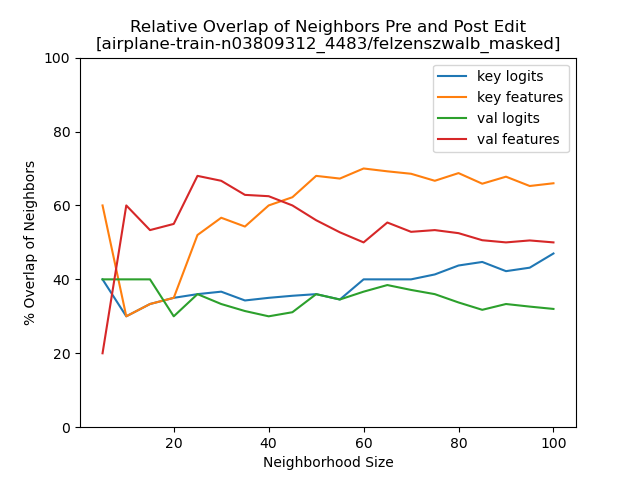 Relative Overlap of Neighbors Pre and Post Edit
[airplane-train-n03809312_4483/felzenszwalb_masked]
100
80
60
40
20
0
% Overlap of Neighbors
key logits
key features
val logits
val features
20
40
60
80
100
Neighborhood Size